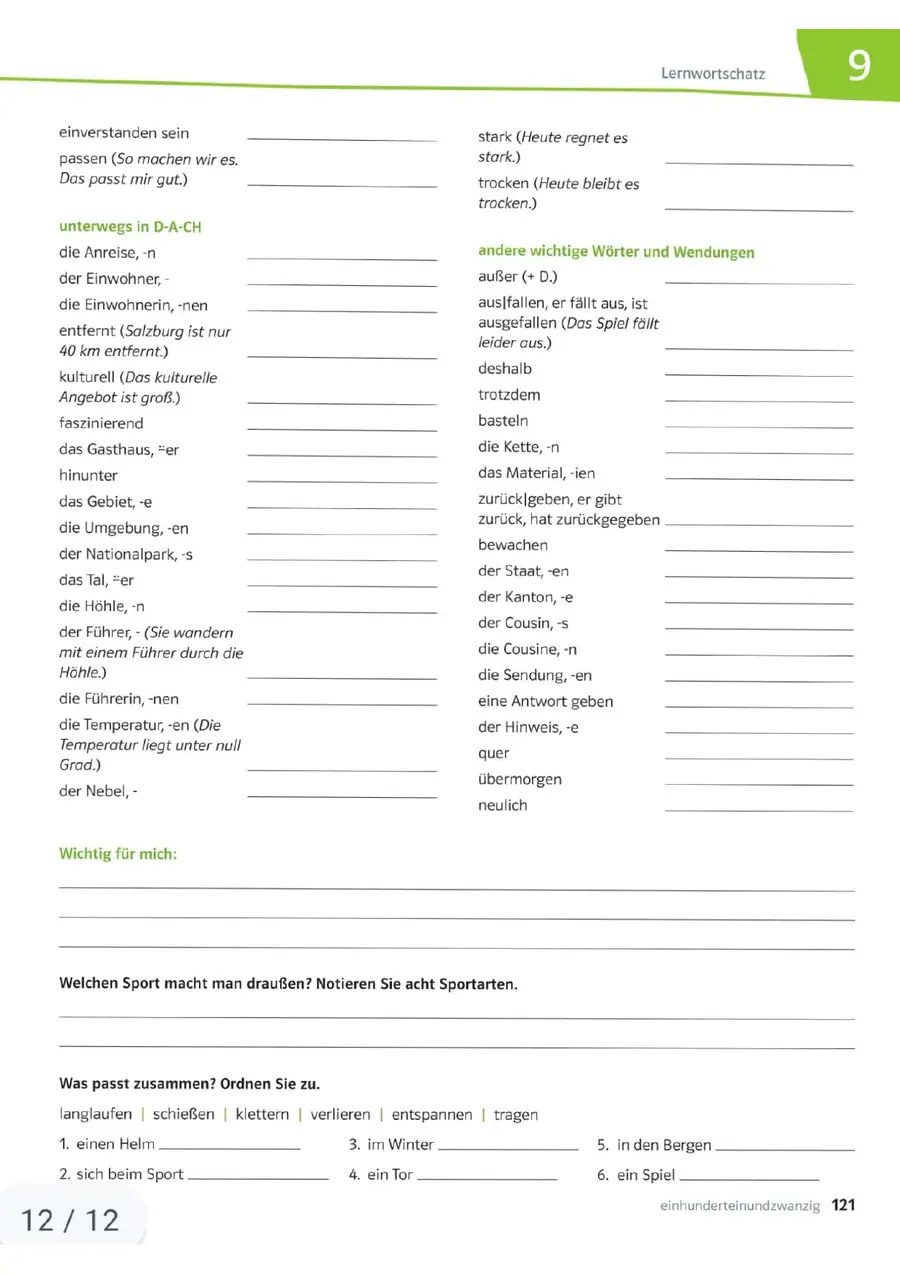 Lernwortschatz
9
einverstanden sein
passen (So machen wir es.
Das passt mir gut.)
unterwegs in D-A-CH
die Anreise, -n
der Einwohner, -
die Einwohnerin, -nen
entfernt (Salzburg ist nur
40 km entfernt.)
kulturell (Das kulturelle
Angebot ist groß.)
faszinierend
das Gasthaus, ¨-er
hinunter
das Gebiet, -e
die Umgebung, -en
der Nationalpark, -s
das Tal, ¨-er
die Höhle, -n
der Führer, - (Sie wandern
mit einem Führer durch die
Höhle.)
die Führerin, -nen
die Temperatur, -en (Die
Temperatur liegt unter null
Grad.)
der Nebel, -
stark (Heute regnet es
stark.)
trocken (Heute bleibt es
trocken.)
andere wichtige Wörter und Wendungen
außer (+ D.)
aus|fallen, er fällt aus, ist
ausgefallen (Das Spiel fällt
leider aus.)
deshalb
trotzdem
basteln
die Kette, -n
das Material, -ien
zurück|geben, er gibt
zurück, hat zurückgegeben
bewachen
der Staat, -en
der Kanton, -e
der Cousin, -s
die Cousine, -n
die Sendung, -en
eine Antwort geben
der Hinweis, -e
quer
übermorgen
neulich
Wichtig für mich:
Welchen Sport macht man draußen? Notieren Sie acht Sportarten.
Was passt zusammen? Ordnen Sie zu.
langlaufen | schießen | klettern | verlieren | entspannen | tragen
1. einen Helm 3. im Winter 5. in den Bergen
2. sich beim Sport 4. ein Tor 6. ein Spiel
einhunderteinundzwanzig 121
12 / 12